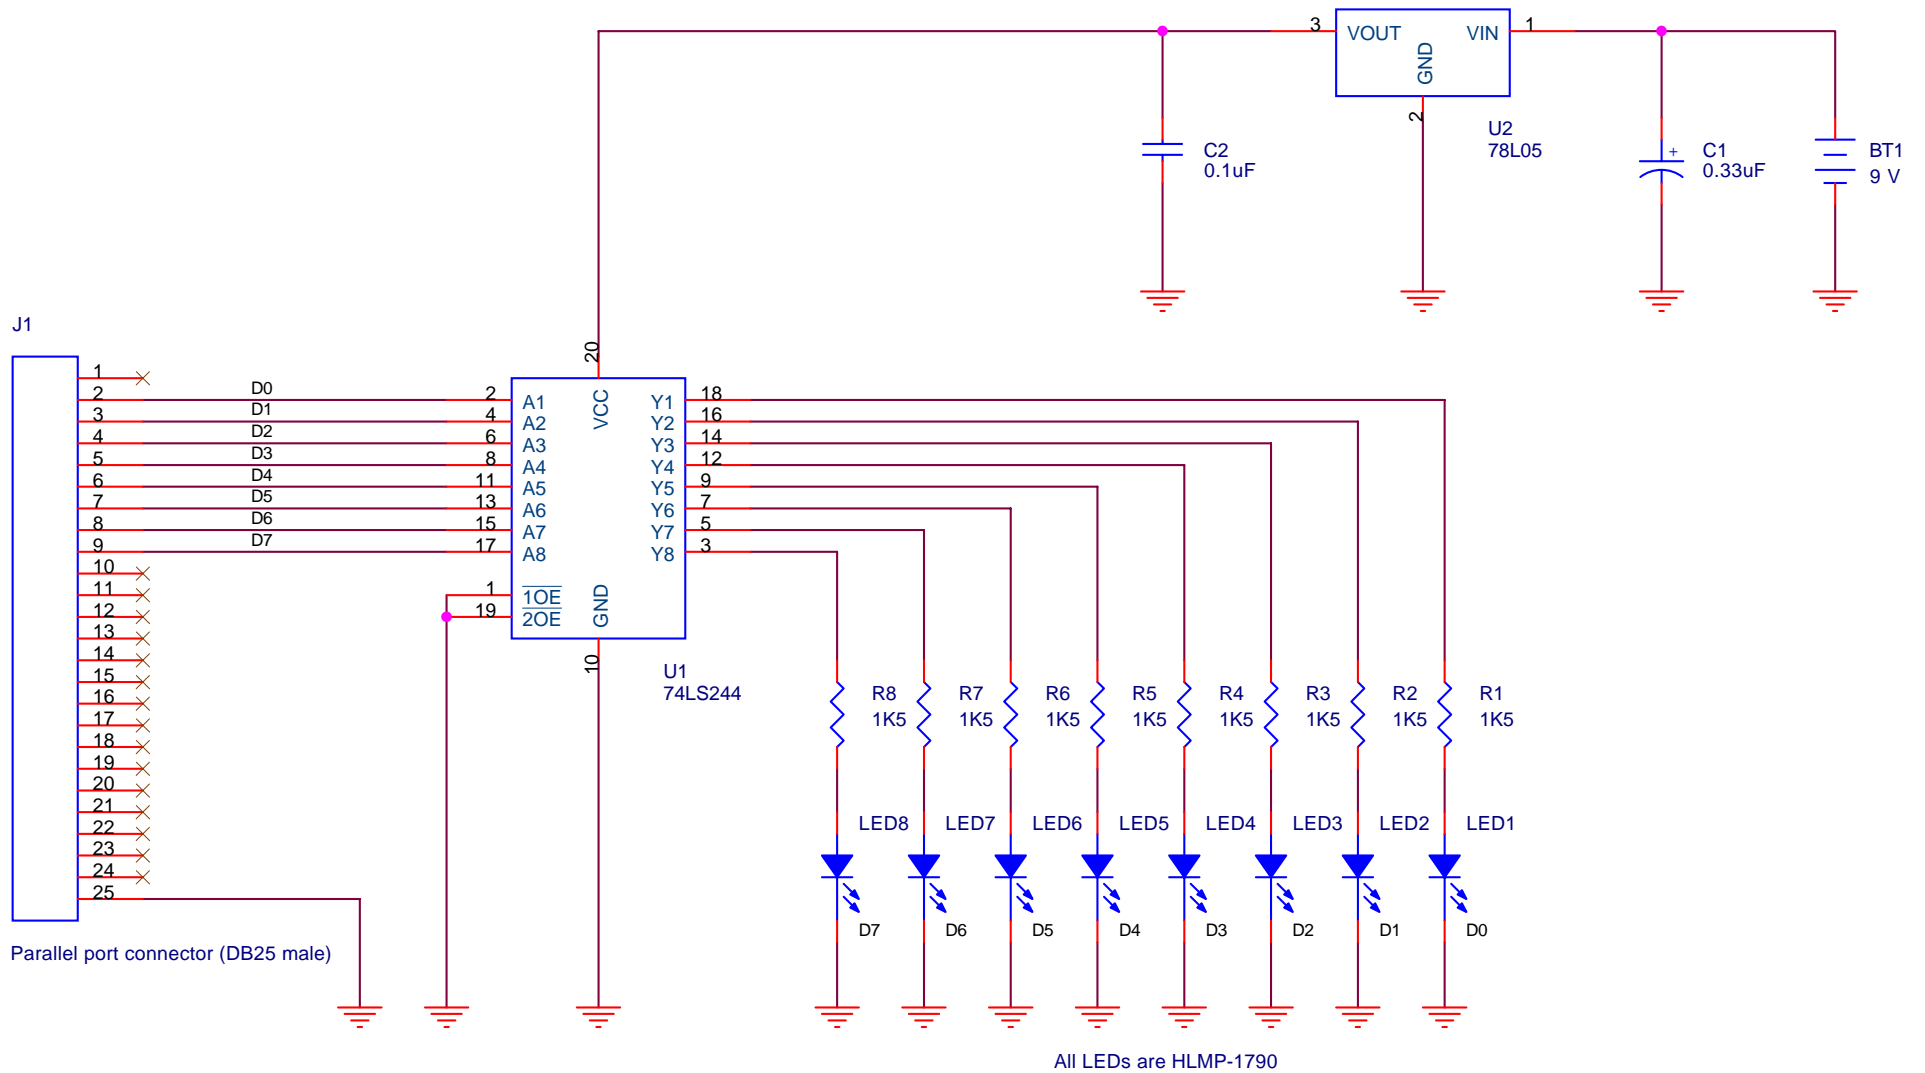 3 VOUT VIN 1
GND
2
U2
78L05
C2
0.1uF
+ C1
0.33uF
BT1
9 V
J1
1
2
3
4
5
6
7
8
9
10
11
12
13
14
15
16
17
18
19
20
21
22
23
24
25
D0
D1
D2
D3
D4
D5
D6
D7
20
VCC
2 A1
4 A2
6 A3
8 A4
11 A5
13 A6
15 A7
17 A8
1 1OE
19 2OE
GND
10
Y1 18
Y2 16
Y3 14
Y4 12
Y5 9
Y6 7
Y7 5
Y8 3
U1
74LS244
R8 R7 R6 R5 R4 R3 R2 R1
1K5 1K5 1K5 1K5 1K5 1K5 1K5 1K5
LED8 LED7 LED6 LED5 LED4 LED3 LED2 LED1
D7 D6 D5 D4 D3 D2 D1 D0
Parallel port connector (DB25 male)
All LEDs are HLMP-1790